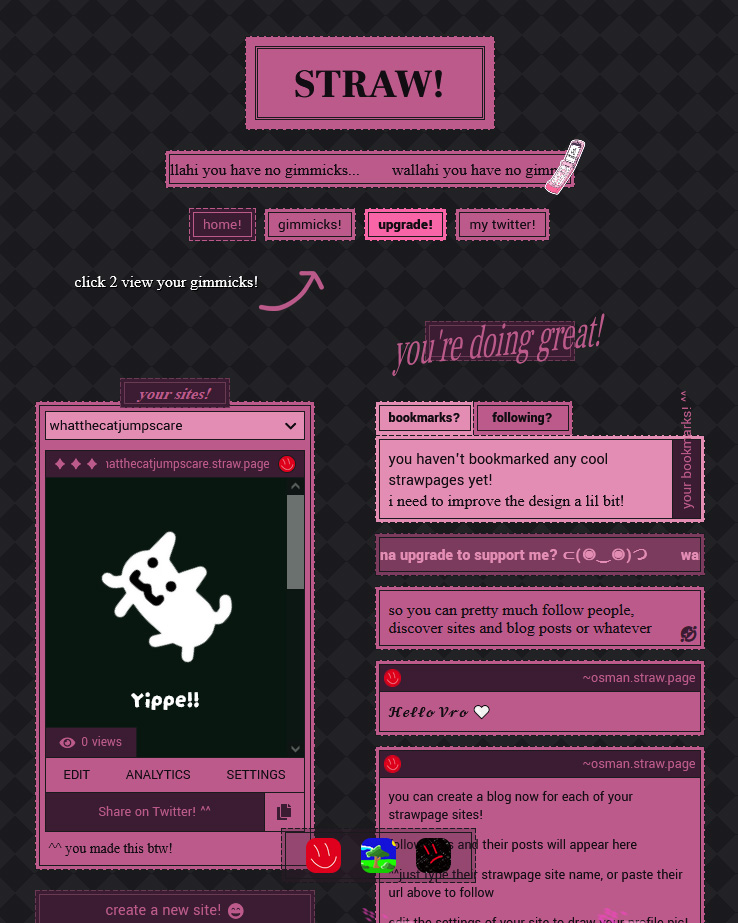 STRAW!
llahi you have no gimmicks... wallahi you have no gimm
home! gimmicks! upgrade! my twitter!
click 2 view your gimmicks!
you're doing great!
your sites!
whatthecatjumpscare
hatthecatjumpscare.straw.page
Yippe!!
0 views
EDIT ANALYTICS SETTINGS
Share on Twitter! ^^
^^ you made this btw!
create a new site!
bookmarks? following?
you haven't bookmarked any cool
strawpages yet!
i need to improve the design a lil bit!
your bookmarks! ^^
na upgrade to support me? ⊂(◉‿◉)つ wa
so you can pretty much follow people,
discover sites and blog posts or whatever
~osman.straw.page
𝓗𝓮𝓵𝓵𝓸 𝓥𝓻𝓸 🤍
~osman.straw.page
you can create a blog now for each of your
strawpage sites!
and their posts will appear here
^^just type their strawpage site name, or paste their
url above to follow
edit the settings of your site to draw your profile pic!